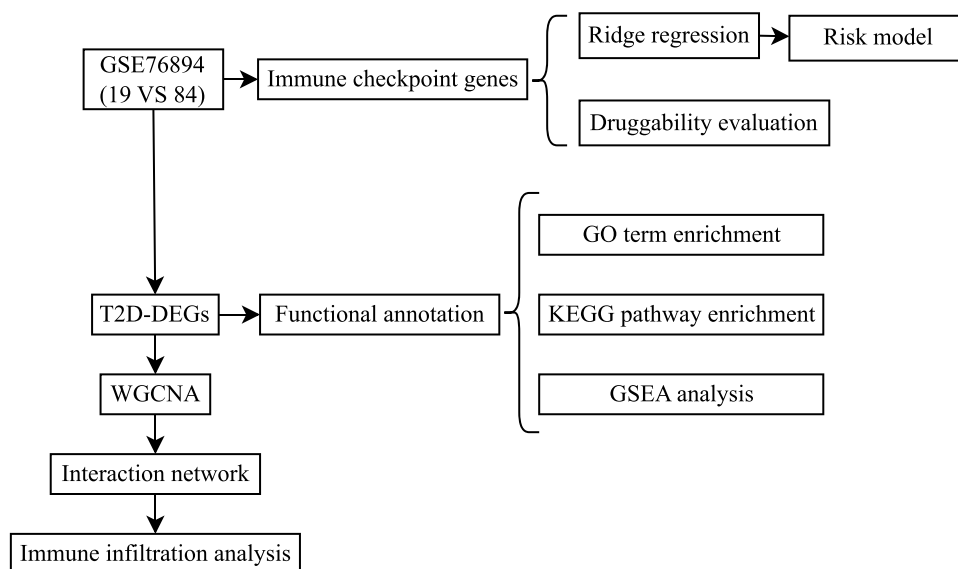 GSE76894
(19 VS 84)
Immune checkpoint genes
Ridge regression
Risk model
Druggability evaluation
T2D-DEGs
Functional annotation
GO term enrichment
KEGG pathway enrichment
GSEA analysis
WGCNA
Interaction network
Immune infiltration analysis